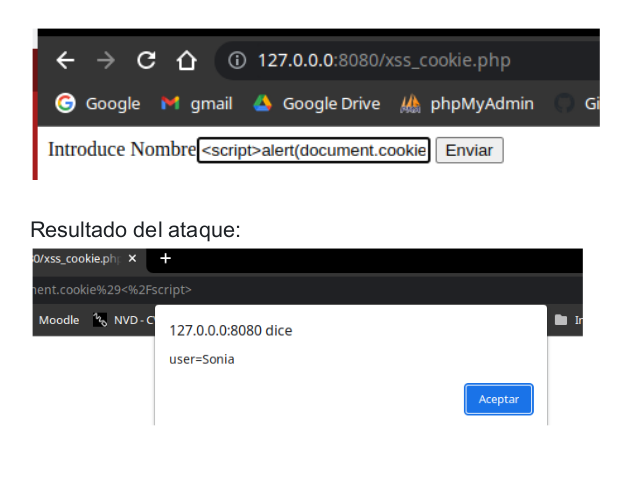 127.0.0.0:8080/xss_cookie.php
Google gmail Google Drive phpMyAdmin Gi
Introduce Nombre <script>alert(document.cookie Enviar
Resultado del ataque:
0/xss_cookie.ph
ment.cookie%29<%2Fscript>
Moodle NVD - C In
127.0.0.0:8080 dice
user=Sonia
Aceptar